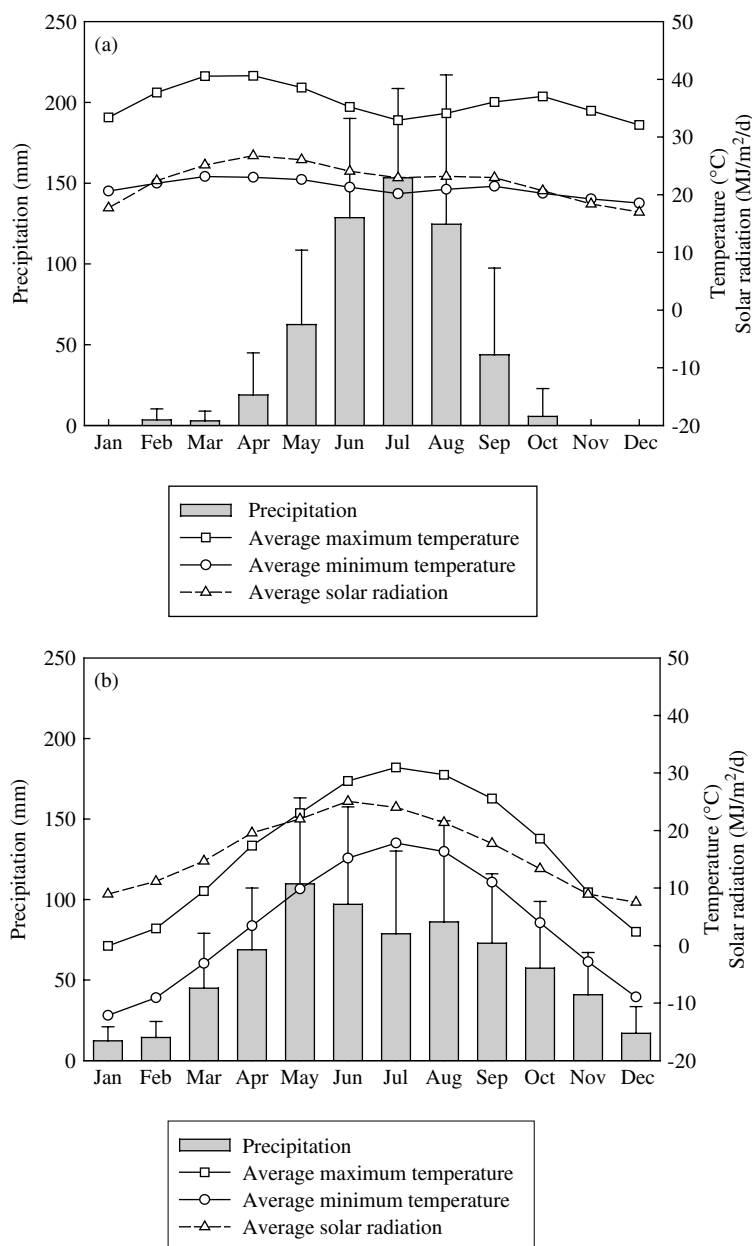 (a)
Precipitation (mm)
250
200
150
100
50
0
50
40
30
20
10
0
-10
-20
Temperature (°C)
Solar radiation (MJ/m²/d)
Jan Feb Mar Apr May Jun Jul Aug Sep Oct Nov Dec
Precipitation
Average maximum temperature
Average minimum temperature
Average solar radiation
(b)
Precipitation (mm)
250
200
150
100
50
0
50
40
30
20
10
0
-10
-20
Temperature (°C)
Solar radiation (MJ/m²/d)
Jan Feb Mar Apr May Jun Jul Aug Sep Oct Nov Dec
Precipitation
Average maximum temperature
Average minimum temperature
Average solar radiation